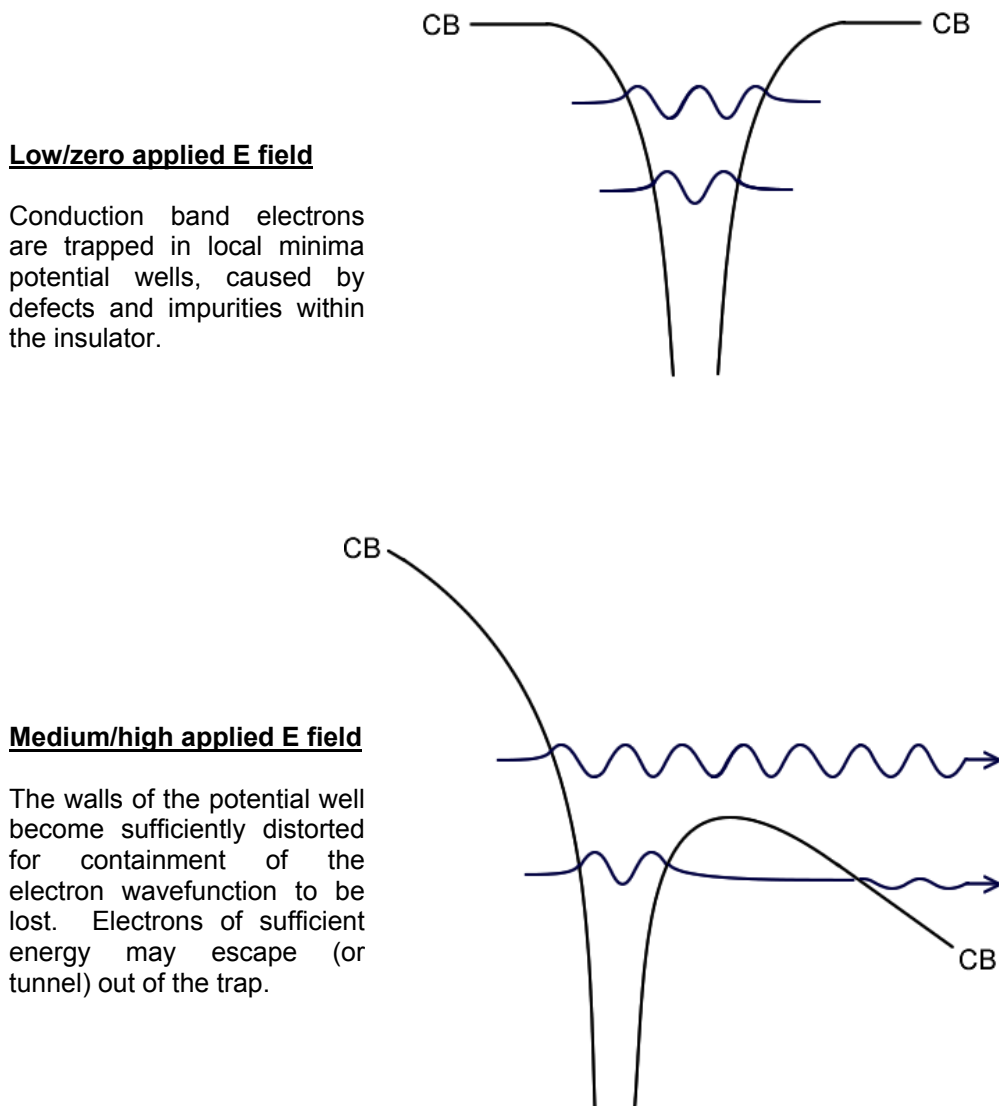 CB
CB
Low/zero applied E field
Conduction band electrons
are trapped in local minima
potential wells, caused by
defects and impurities within
the insulator.
CB
Medium/high applied E field
The walls of the potential well
become sufficiently distorted
for containment of the
electron wavefunction to be
lost. Electrons of sufficient
energy may escape (or
tunnel) out of the trap.
CB